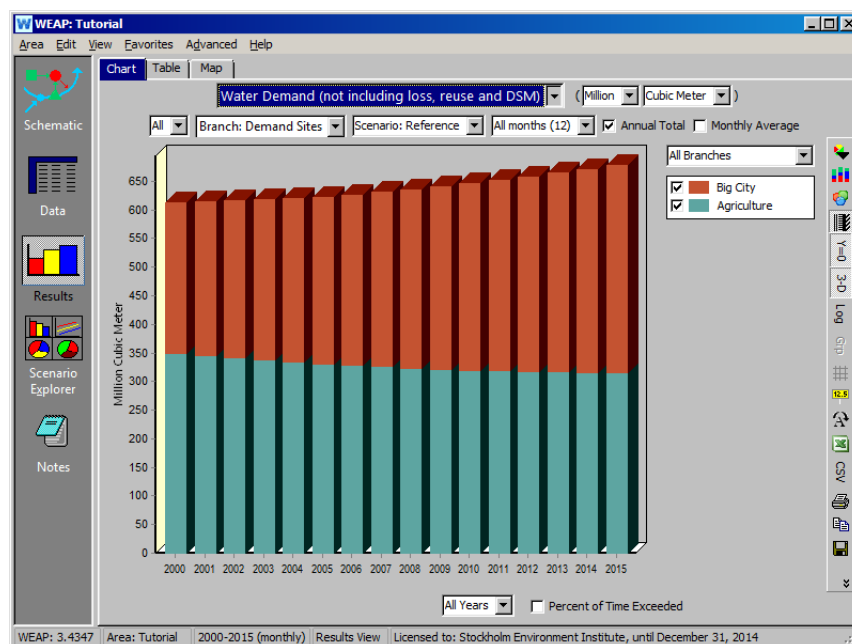 WEAP: Tutorial
Area Edit View Favorites Advanced Help
Chart Table Map
Water Demand (not including loss, reuse and DSM) ( Million Cubic Meter )
All Branch: Demand Sites Scenario: Reference All months (12) Annual Total Monthly Average
Schematic
Data
Results
Scenario
Explorer
Notes
Million Cubic Meter
650
600
550
500
450
400
350
300
250
200
150
100
50
0
2000 2001 2002 2003 2004 2005 2006 2007 2008 2009 2010 2011 2012 2013 2014 2015
All Branches
Big City
Agriculture
Y=0
3-D
Log
Grp
12.5
A
CSV
All Years Percent of Time Exceeded
WEAP: 3.4347 Area: Tutorial 2000-2015 (monthly) Results View Licensed to: Stockholm Environment Institute, until December 31, 2014